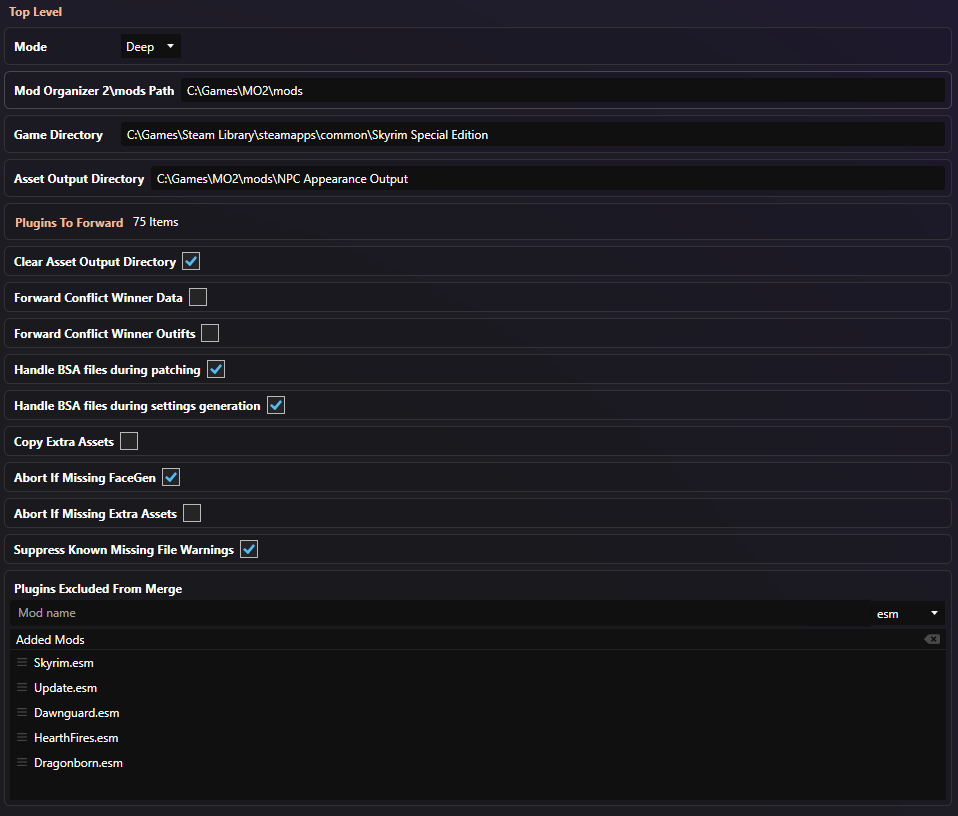 Top Level
Mode Deep
Mod Organizer 2\mods Path C:\Games\MO2\mods
Game Directory C:\Games\Steam Library\steamapps\common\Skyrim Special Edition
Asset Output Directory C:\Games\MO2\mods\NPC Appearance Output
Plugins To Forward 75 Items
Clear Asset Output Directory
Forward Conflict Winner Data
Forward Conflict Winner Outifts
Handle BSA files during patching
Handle BSA files during settings generation
Copy Extra Assets
Abort If Missing FaceGen
Abort If Missing Extra Assets
Suppress Known Missing File Warnings
Plugins Excluded From Merge
Mod name esm
Added Mods
Skyrim.esm
Update.esm
Dawnguard.esm
HearthFires.esm
Dragonborn.esm